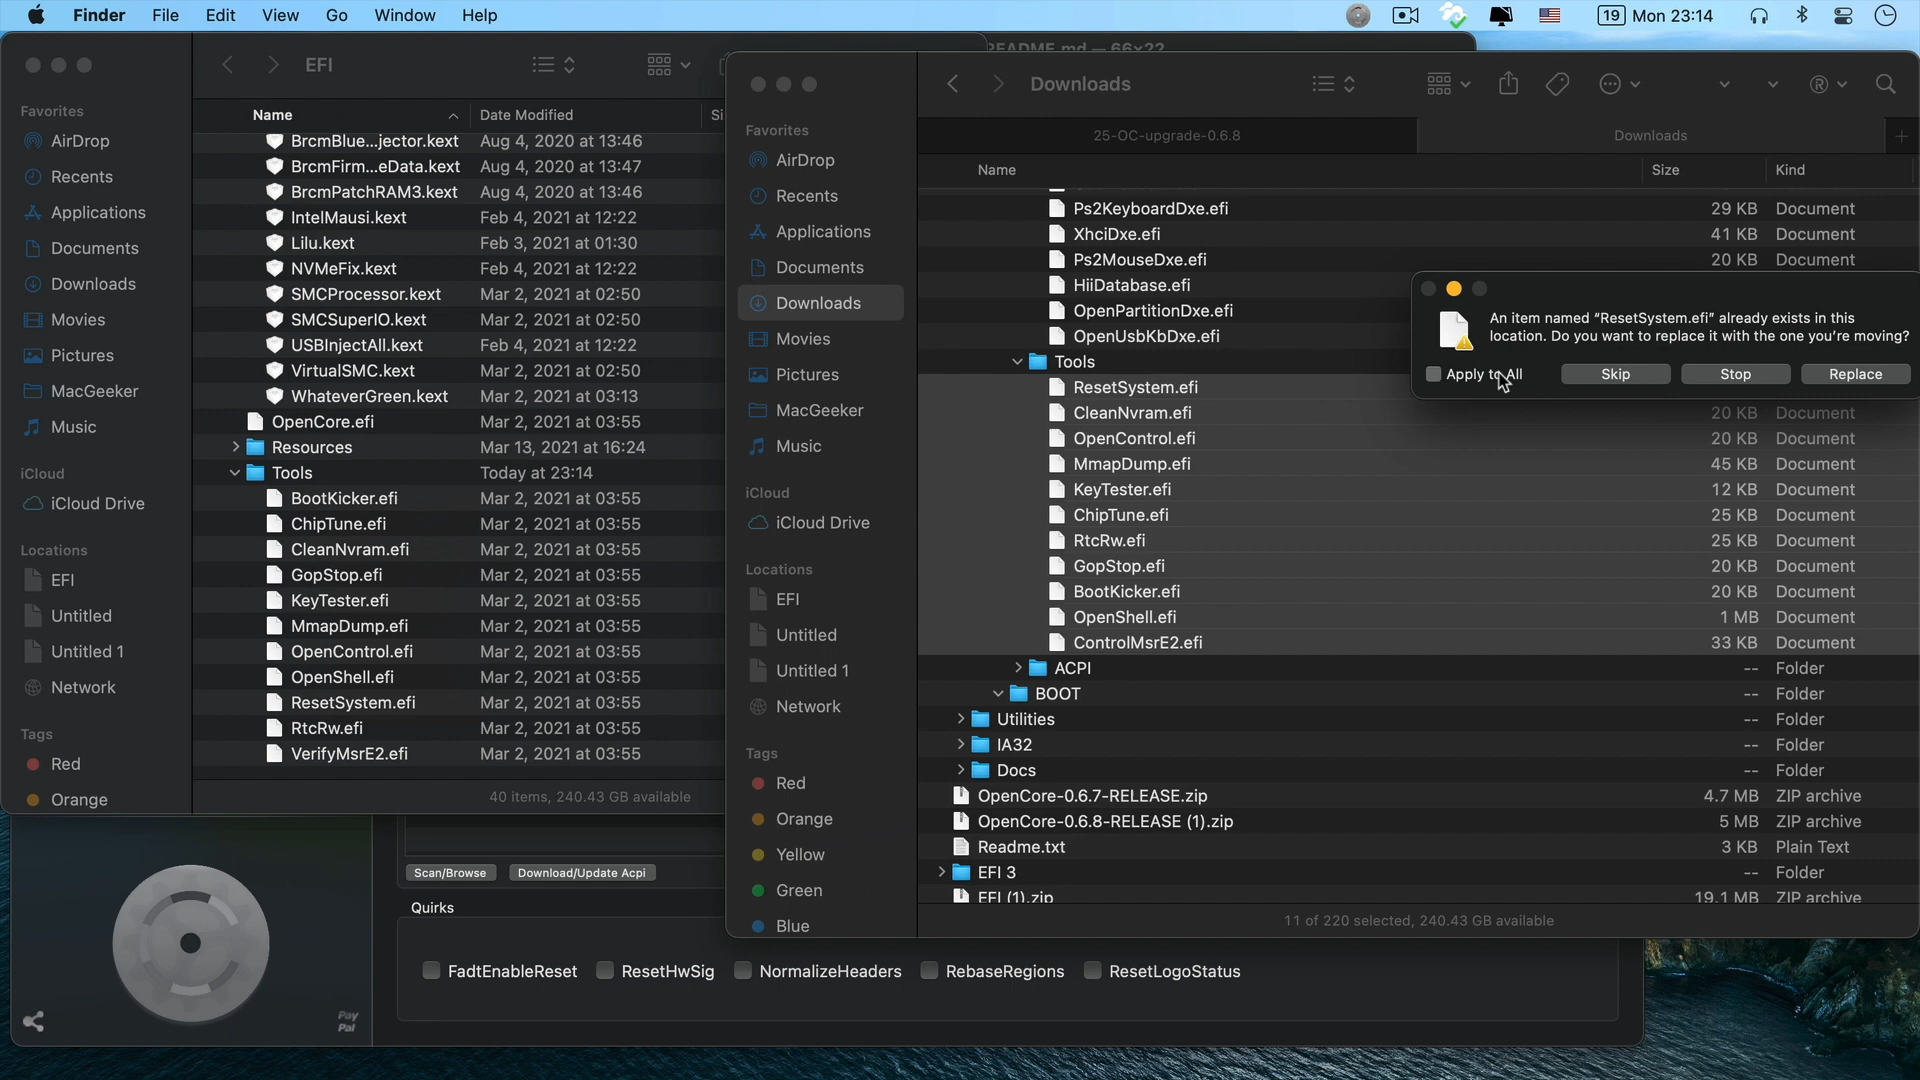 Finder File Edit View Go Window Help
19 Mon 23:14
EFI
Favorites
AirDrop
Recents
Applications
Documents
Downloads
Movies
Pictures
MacGeeker
Music
iCloud
iCloud Drive
Locations
EFI
Untitled
Untitled 1
Network
Tags
Red
Orange
Name Date Modified Si
BrcmBlue...jector.kext Aug 4, 2020 at 13:46
BrcmFirm...eData.kext Aug 4, 2020 at 13:47
BrcmPatchRAM3.kext Aug 4, 2020 at 13:46
IntelMausi.kext Feb 4, 2021 at 12:22
Lilu.kext Feb 3, 2021 at 01:30
NVMeFix.kext Feb 4, 2021 at 12:22
SMCProcessor.kext Mar 2, 2021 at 02:50
SMCSuperIO.kext Mar 2, 2021 at 02:50
USBInjectAll.kext Feb 4, 2021 at 12:22
VirtualSMC.kext Mar 2, 2021 at 02:50
WhateverGreen.kext Mar 2, 2021 at 03:13
OpenCore.efi Mar 2, 2021 at 03:55
Resources Mar 13, 2021 at 16:24
Tools Today at 23:14
BootKicker.efi Mar 2, 2021 at 03:55
ChipTune.efi Mar 2, 2021 at 03:55
CleanNvram.efi Mar 2, 2021 at 03:55
GopStop.efi Mar 2, 2021 at 03:55
KeyTester.efi Mar 2, 2021 at 03:55
MmapDump.efi Mar 2, 2021 at 03:55
OpenControl.efi Mar 2, 2021 at 03:55
OpenShell.efi Mar 2, 2021 at 03:55
ResetSystem.efi Mar 2, 2021 at 03:55
RtcRw.efi Mar 2, 2021 at 03:55
VerifyMsrE2.efi Mar 2, 2021 at 03:55
40 items, 240.43 GB available
README.md — 66×22
Downloads
25-OC-upgrade-0.6.8 Downloads
Favorites
AirDrop
Recents
Applications
Documents
Downloads
Movies
Pictures
MacGeeker
Music
iCloud
iCloud Drive
Locations
EFI
Untitled
Untitled 1
Network
Tags
Red
Orange
Yellow
Green
Blue
Name Size Kind
Ps2KeyboardDxe.efi 29 KB Document
XhciDxe.efi 41 KB Document
Ps2MouseDxe.efi 20 KB Document
HiiDatabase.efi
OpenPartitionDxe.efi
OpenUsbKbDxe.efi
Tools
ResetSystem.efi
CleanNvram.efi 20 KB Document
OpenControl.efi 20 KB Document
MmapDump.efi 45 KB Document
KeyTester.efi 12 KB Document
ChipTune.efi 25 KB Document
RtcRw.efi 25 KB Document
GopStop.efi 20 KB Document
BootKicker.efi 20 KB Document
OpenShell.efi 1 MB Document
ControlMsrE2.efi 33 KB Document
ACPI -- Folder
BOOT -- Folder
Utilities -- Folder
IA32 -- Folder
Docs -- Folder
OpenCore-0.6.7-RELEASE.zip 4.7 MB ZIP archive
OpenCore-0.6.8-RELEASE (1).zip 5 MB ZIP archive
Readme.txt 3 KB Plain Text
EFI 3 -- Folder
EFI (1).zip 19.1 MB ZIP archive
11 of 220 selected, 240.43 GB available
An item named “ResetSystem.efi” already exists in this
location. Do you want to replace it with the one you’re moving?
Apply to All Skip Stop Replace
Scan/Browse Download/Update Acpi
Quirks
FadtEnableReset ResetHwSig NormalizeHeaders RebaseRegions ResetLogoStatus
Pay
Pal